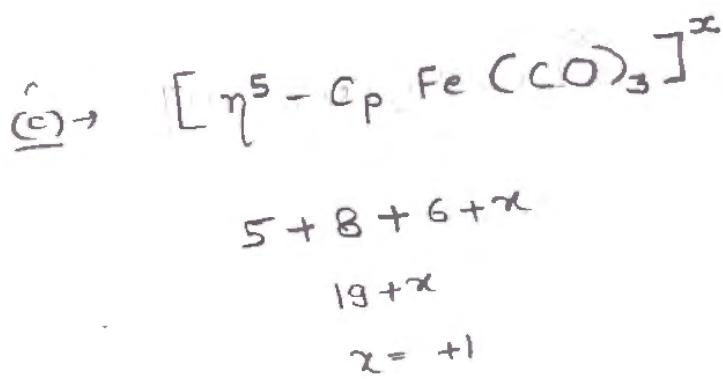 (c) → [η⁵ - Cp Fe (CO)₃]ˣ
5 + 8 + 6 + x
19 + x
x = +1